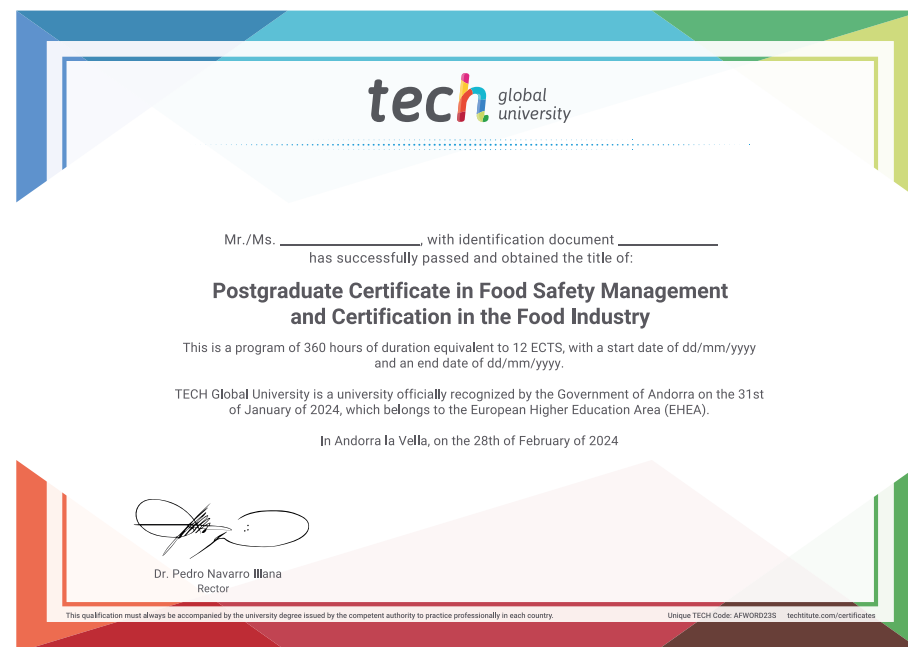 tech global university
Mr./Ms. ____________, with identification document ____________
has successfully passed and obtained the title of:
Postgraduate Certificate in Food Safety Management
and Certification in the Food Industry
This is a program of 360 hours of duration equivalent to 12 ECTS, with a start date of dd/mm/yyyy
and an end date of dd/mm/yyyy.
TECH Global University is a university officially recognized by the Government of Andorra on the 31st
of January of 2024, which belongs to the European Higher Education Area (EHEA).
In Andorra la Vella, on the 28th of February of 2024
Dr. Pedro Navarro Illana
Rector
This qualification must always be accompanied by the university degree issued by the competent authority to practice professionally in each country.
Unique TECH Code: AFWORD23S techtitute.com/certificates